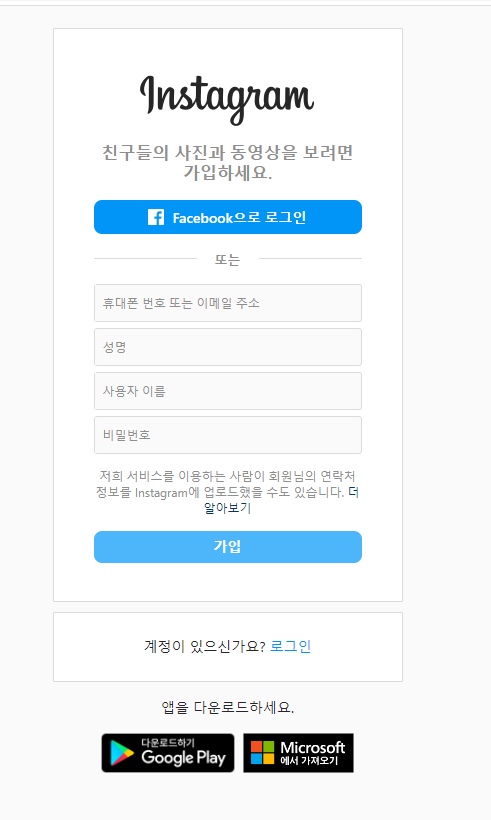 Instagram
친구들의 사진과 동영상을 보려면
가입하세요.
Facebook으로 로그인
또는
휴대폰 번호 또는 이메일 주소
성명
사용자 이름
비밀번호
저희 서비스를 이용하는 사람이 회원님의 연락처
정보를 Instagram에 업로드했을 수도 있습니다. 더
알아보기
가입
계정이 있으신가요? 로그인
앱을 다운로드하세요.
다운로드하기
Google Play
Microsoft
에서 가져오기